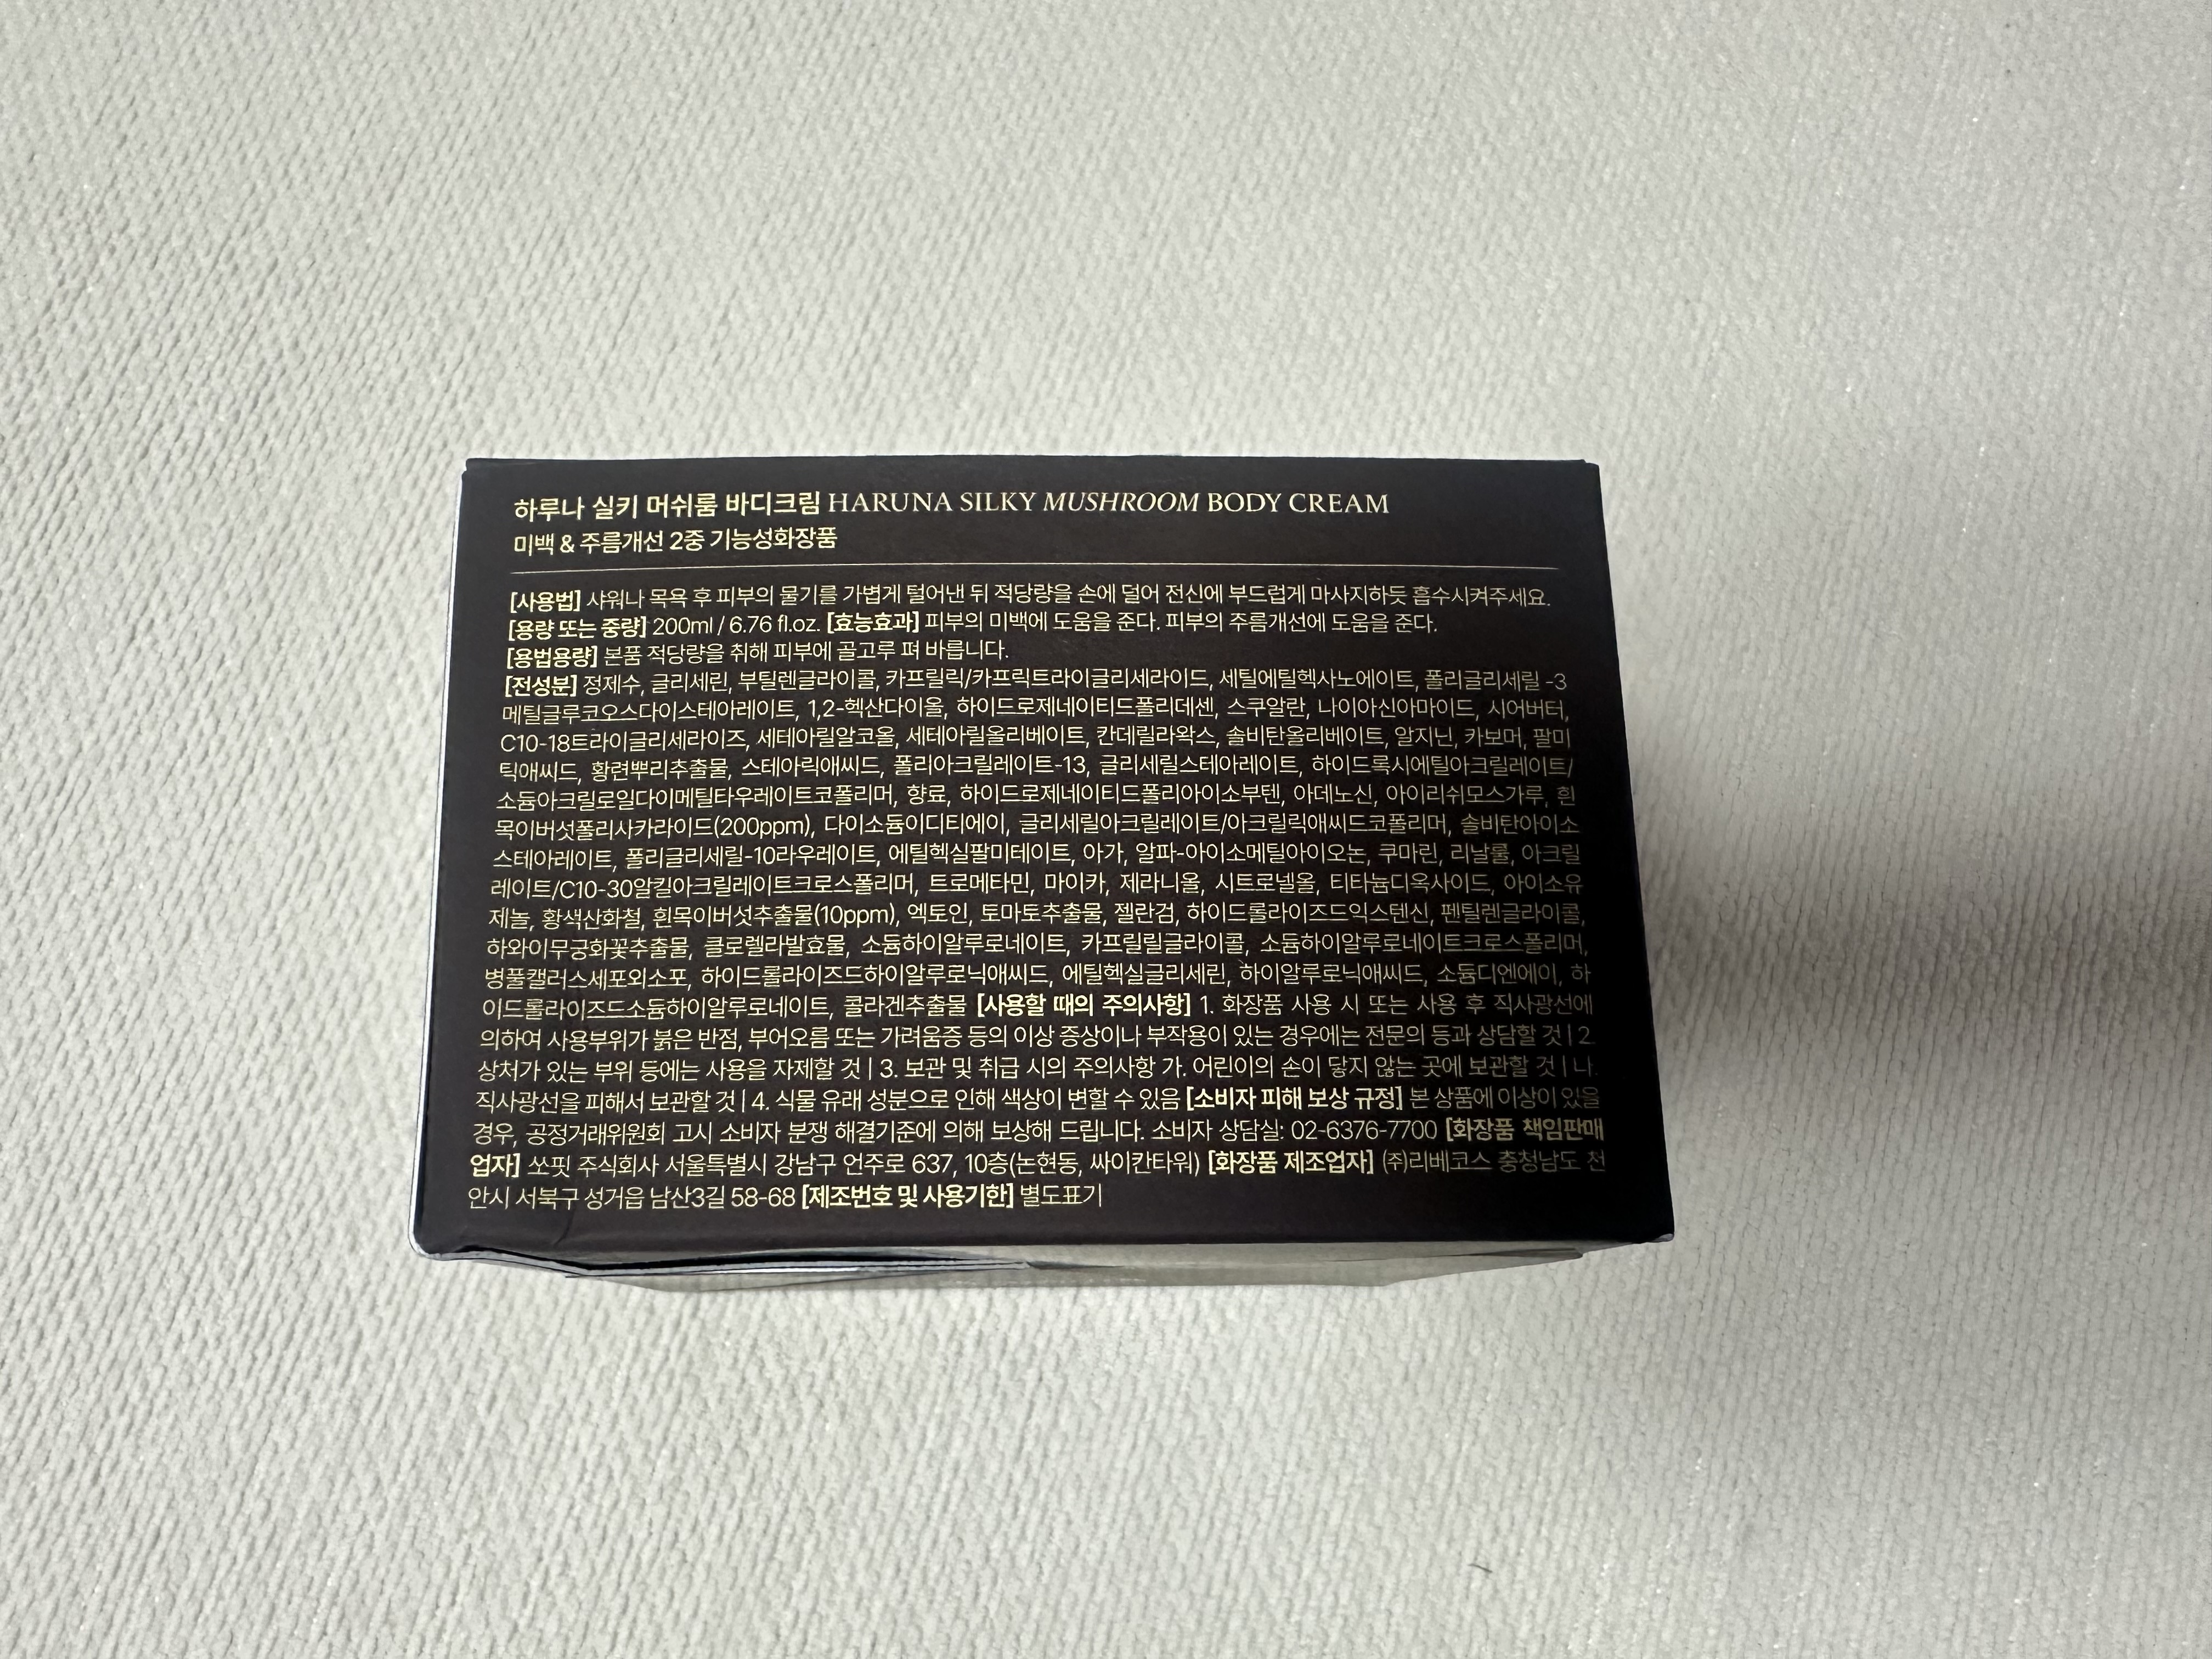 하루나 실키 머쉬룸 바디크림 HARUNA SILKY MUSHROOM BODY CREAM
미백 & 주름개선 2중 기능성화장품
[사용법] 샤워나 목욕 후 피부의 물기를 가볍게 털어낸 뒤 적당량을 손에 덜어 전신에 부드럽게 마사지하듯 흡수시켜주세요.
[용량 또는 중량] 200ml / 6.76 fl.oz. [효능효과] 피부의 미백에 도움을 준다. 피부의 주름개선에 도움을 준다.
[용법용량] 본품 적당량을 취해 피부에 골고루 펴 바릅니다.
[전성분] 정제수, 글리세린, 부틸렌글라이콜, 카프릴릭/카프릭트라이글리세라이드, 세틸에틸헥사노에이트, 폴리글리세릴 -3
메틸글루코오스다이스테아레이트, 1,2-헥산다이올, 하이드로제네이티드폴리데센, 스쿠알란, 나이아신아마이드, 시어버터,
C10-18트라이글리세라이즈, 세테아릴알코올, 세테아릴올리베이트, 칸데릴라왁스, 솔비탄올리베이트, 알지닌, 카보머, 팔미
틱애씨드, 황련뿌리추출물, 스테아릭애씨드, 폴리아크릴레이트-13, 글리세릴스테아레이트, 하이드록시에틸아크릴레이트/
소듐아크릴로일다이메틸타우레이트코폴리머, 향료, 하이드로제네이티드폴리아이소부텐, 아데노신, 아이리쉬모스가루, 흰
목이버섯폴리사카라이드(200ppm), 다이소듐이디티에이, 글리세릴아크릴레이트/아크릴릭애씨드코폴리머, 솔비탄아이소
스테아레이트, 폴리글리세릴-10라우레이트, 에틸헥실팔미테이트, 아가, 알파-아이소메틸아이오논, 쿠마린, 리날룰, 아크릴
레이트/C10-30알킬아크릴레이트크로스폴리머, 트로메타민, 마이카, 제라니올, 시트로넬올, 티타늄디옥사이드, 아이소유
제놀, 황색산화철, 흰목이버섯추출물(10ppm), 엑토인, 토마토추출물, 젤란검, 하이드롤라이즈드익스텐신, 펜틸렌글라이콜,
하와이무궁화꽃추출물, 클로렐라발효물, 소듐하이알루로네이트, 카프릴릴글라이콜, 소듐하이알루로네이트크로스폴리머,
병풀캘러스세포외소포, 하이드롤라이즈드하이알루로닉애씨드, 에틸헥실글리세린, 하이알루로닉애씨드, 소듐디엔에이, 하
이드롤라이즈드소듐하이알루로네이트, 콜라겐추출물 [사용할 때의 주의사항] 1. 화장품 사용 시 또는 사용 후 직사광선에
의하여 사용부위가 붉은 반점, 부어오름 또는 가려움증 등의 이상 증상이나 부작용이 있는 경우에는 전문의 등과 상담할 것 | 2.
상처가 있는 부위 등에는 사용을 자제할 것 | 3. 보관 및 취급 시의 주의사항 가. 어린이의 손이 닿지 않는 곳에 보관할 것 | 나.
직사광선을 피해서 보관할 것 | 4. 식물 유래 성분으로 인해 색상이 변할 수 있음 [소비자 피해 보상 규정] 본 상품에 이상이 있을
경우, 공정거래위원회 고시 소비자 분쟁 해결기준에 의해 보상해 드립니다. 소비자 상담실: 02-6376-7700 [화장품 책임판매
업자] 쏘핏 주식회사 서울특별시 강남구 언주로 637, 10층(논현동, 싸이칸타워) [화장품 제조업자] ㈜리베코스 충청남도 천
안시 서북구 성거읍 남산3길 58-68 [제조번호 및 사용기한] 별도표기